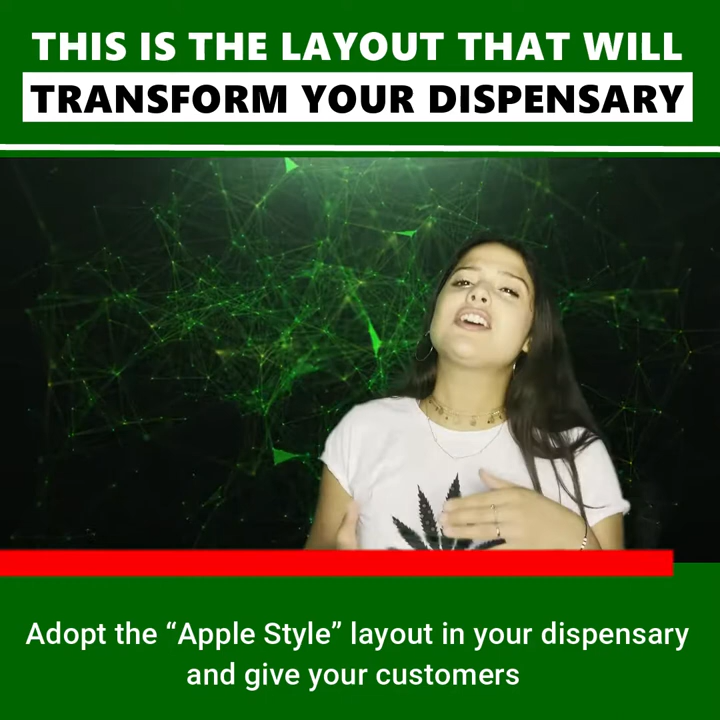 THIS IS THE LAYOUT THAT WILL
TRANSFORM YOUR DISPENSARY
Adopt the “Apple Style” layout in your dispensary
and give your customers